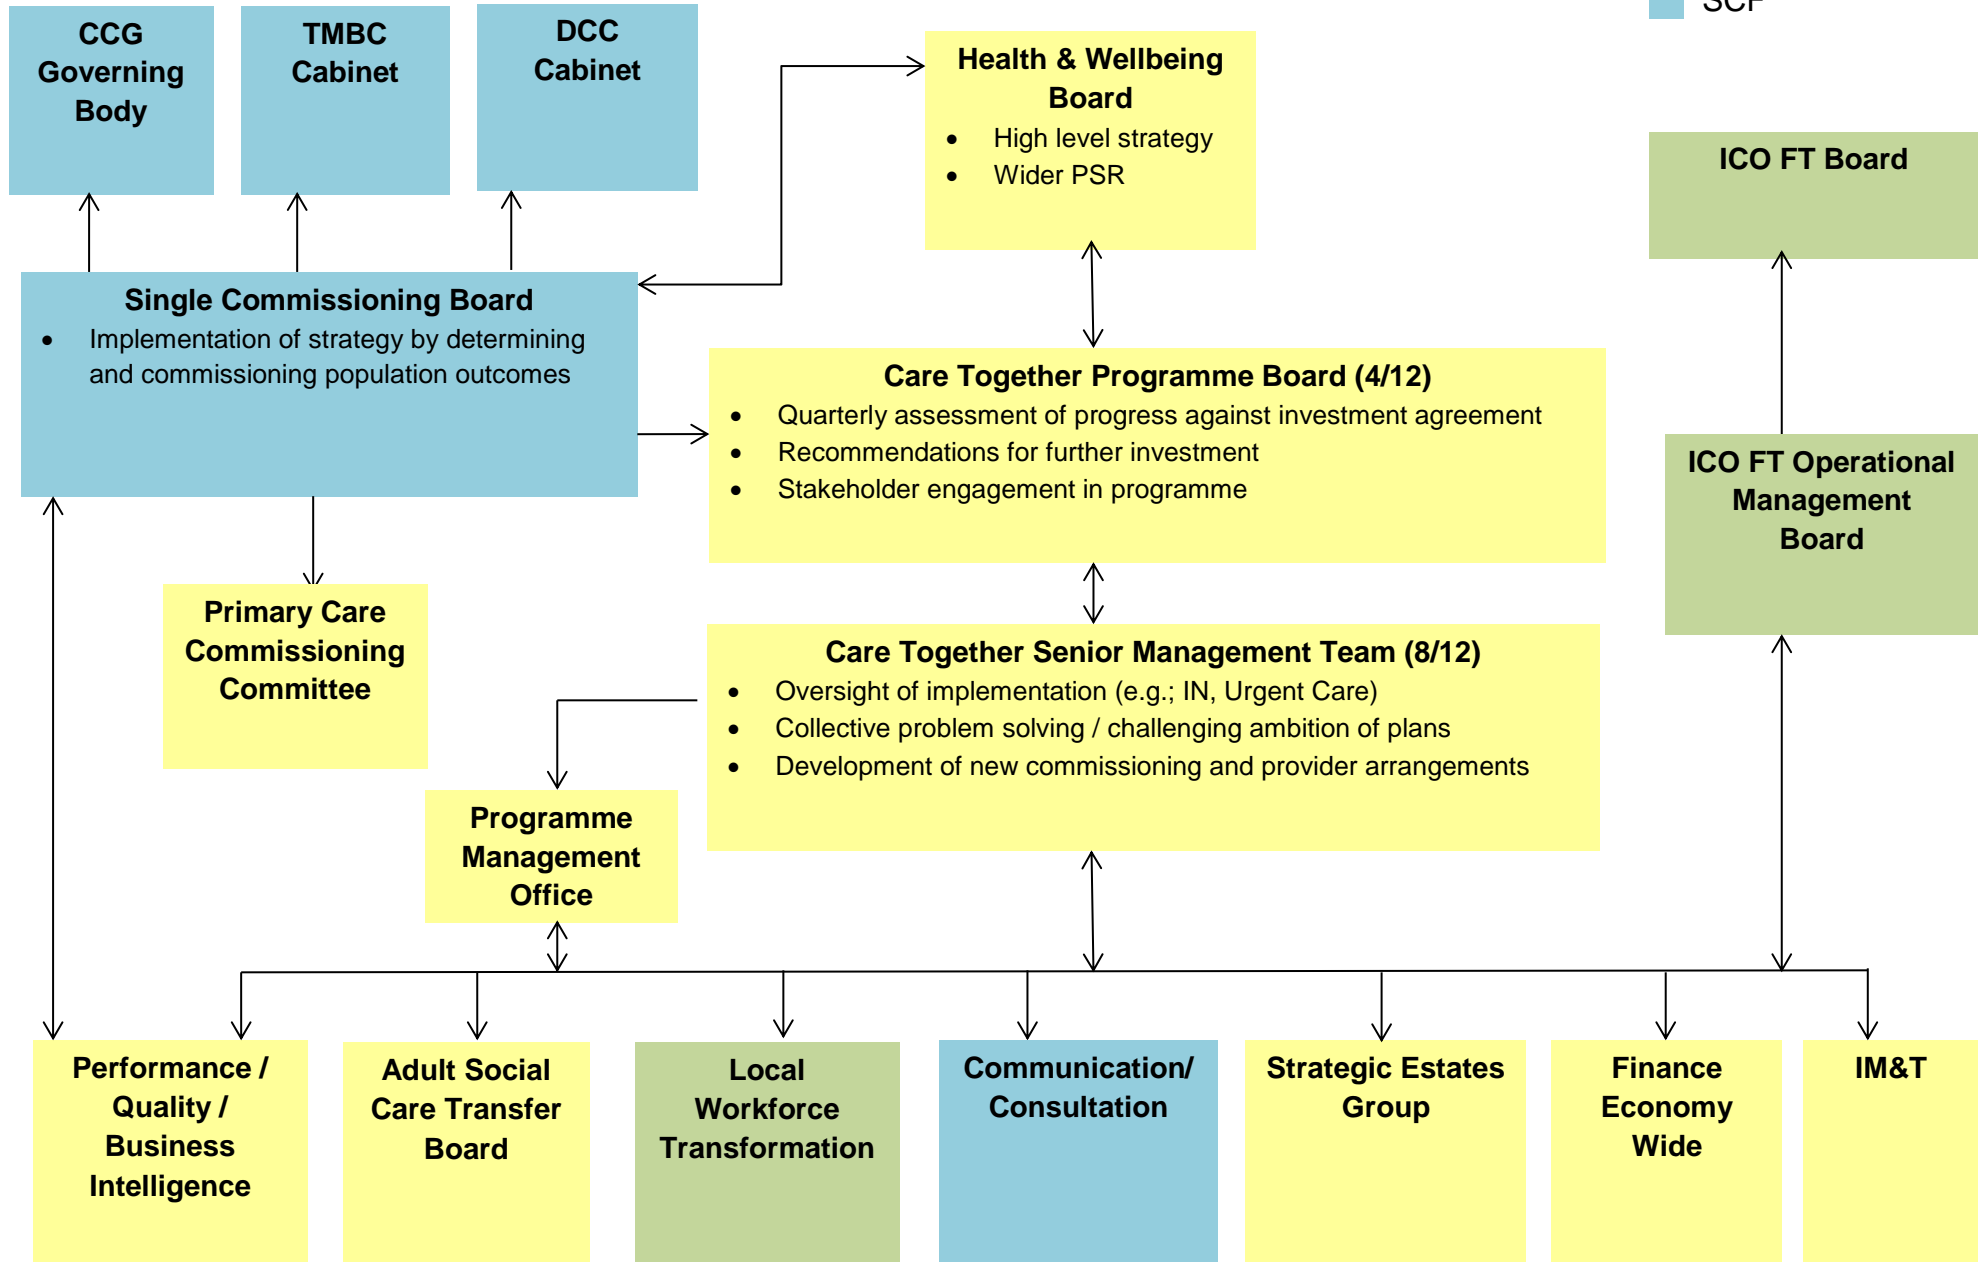 SCF
CCG
Governing
Body
TMBC
Cabinet
DCC
Cabinet
Health & Wellbeing
Board
• High level strategy
• Wider PSR
ICO FT Board
Single Commissioning Board
• Implementation of strategy by determining
and commissioning population outcomes
Care Together Programme Board (4/12)
• Quarterly assessment of progress against investment agreement
• Recommendations for further investment
• Stakeholder engagement in programme
ICO FT Operational
Management
Board
Primary Care
Commissioning
Committee
Care Together Senior Management Team (8/12)
• Oversight of implementation (e.g.; IN, Urgent Care)
• Collective problem solving / challenging ambition of plans
• Development of new commissioning and provider arrangements
Programme
Management
Office
Performance /
Quality /
Business
Intelligence
Adult Social
Care Transfer
Board
Local
Workforce
Transformation
Communication/
Consultation
Strategic Estates
Group
Finance
Economy
Wide
IM&T